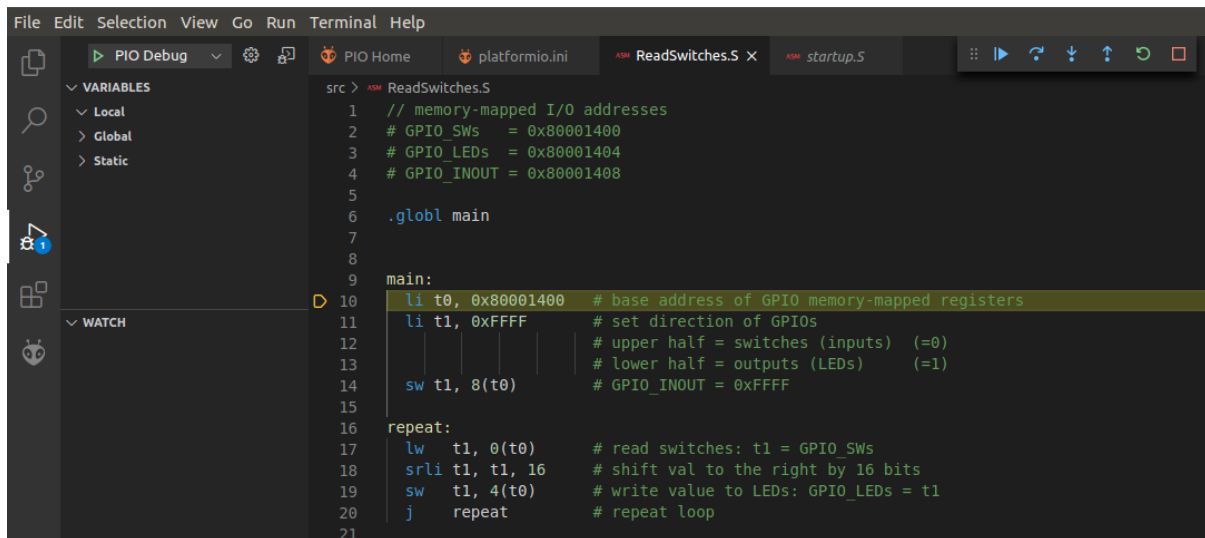 File Edit Selection View Go Run Terminal Help
PIO Debug
PIO Home
platformio.ini
ASM ReadSwitches.S
ASM startup.S
VARIABLES
Local
Global
Static
WATCH
1
src > ASM ReadSwitches.S
1 // memory-mapped I/O addresses
2 # GPIO_SWs   = 0x80001400
3 # GPIO_LEDs  = 0x80001404
4 # GPIO_INOUT = 0x80001408
5
6 .globl main
7
8
9 main:
10   li t0, 0x80001400   # base address of GPIO memory-mapped registers
11   li t1, 0xFFFF       # set direction of GPIOs
12                       # upper half = switches (inputs)  (=0)
13                       # lower half = outputs (LEDs)     (=1)
14   sw t1, 8(t0)        # GPIO_INOUT = 0xFFFF
15
16 repeat:
17   lw   t1, 0(t0)      # read switches: t1 = GPIO_SWs
18   srli t1, t1, 16     # shift val to the right by 16 bits
19   sw   t1, 4(t0)      # write value to LEDs: GPIO_LEDs = t1
20   j    repeat         # repeat loop
21